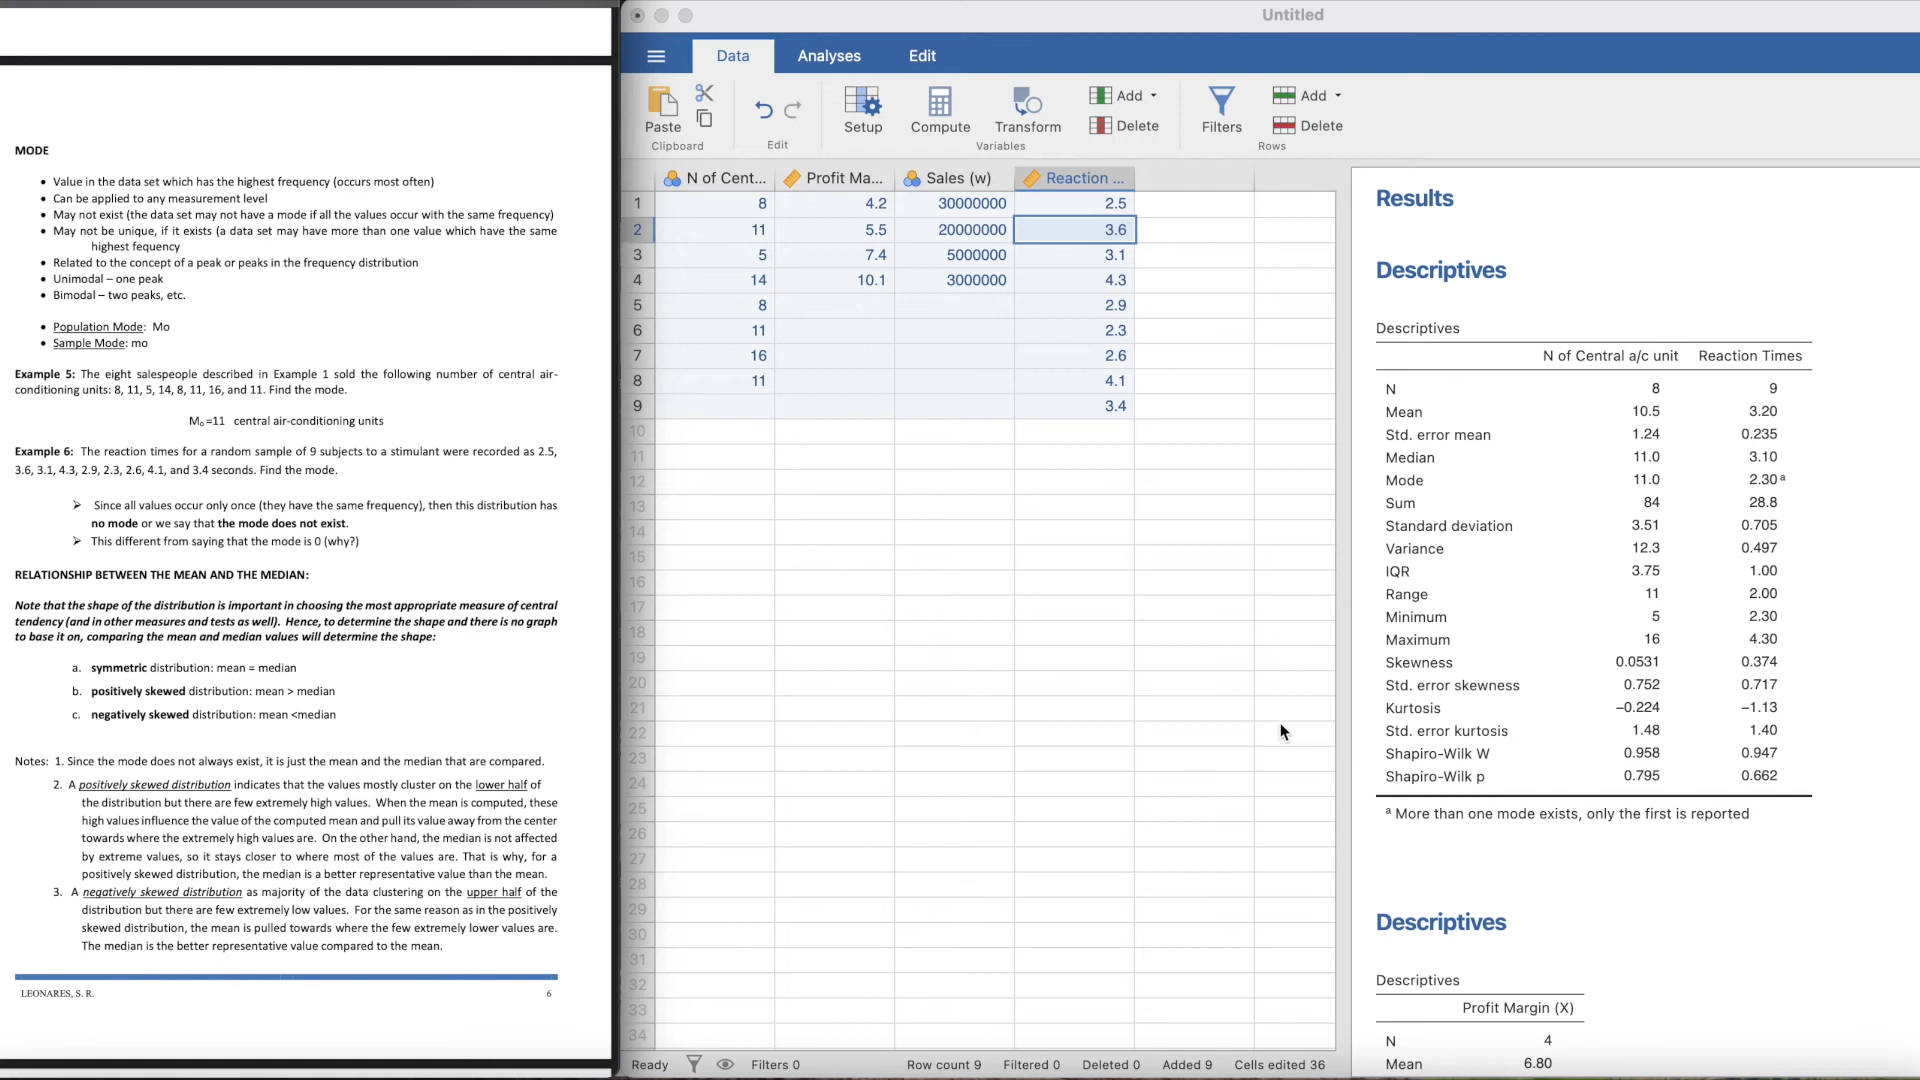 MODE
• Value in the data set which has the highest frequency (occurs most often)
• Can be applied to any measurement level
• May not exist (the data set may not have a mode if all the values occur with the same frequency)
• May not be unique, if it exists (a data set may have more than one value which have the same
highest fequency
• Related to the concept of a peak or peaks in the frequency distribution
• Unimodal – one peak
• Bimodal – two peaks, etc.
• Population Mode: Mo
• Sample Mode: mo
Example 5: The eight salespeople described in Example 1 sold the following number of central air-
conditioning units: 8, 11, 5, 14, 8, 11, 16, and 11. Find the mode.
Mₒ =11 central air-conditioning units
Example 6: The reaction times for a random sample of 9 subjects to a stimulant were recorded as 2.5,
3.6, 3.1, 4.3, 2.9, 2.3, 2.6, 4.1, and 3.4 seconds. Find the mode.
➢ Since all values occur only once (they have the same frequency), then this distribution has
no mode or we say that the mode does not exist.
➢ This different from saying that the mode is 0 (why?)
RELATIONSHIP BETWEEN THE MEAN AND THE MEDIAN:
Note that the shape of the distribution is important in choosing the most appropriate measure of central
tendency (and in other measures and tests as well). Hence, to determine the shape and there is no graph
to base it on, comparing the mean and median values will determine the shape:
a. symmetric distribution: mean = median
b. positively skewed distribution: mean > median
c. negatively skewed distribution: mean <median
Notes: 1. Since the mode does not always exist, it is just the mean and the median that are compared.
2. A positively skewed distribution indicates that the values mostly cluster on the lower half of
the distribution but there are few extremely high values. When the mean is computed, these
high values influence the value of the computed mean and pull its value away from the center
towards where the extremely high values are. On the other hand, the median is not affected
by extreme values, so it stays closer to where most of the values are. That is why, for a
positively skewed distribution, the median is a better representative value than the mean.
3. A negatively skewed distribution as majority of the data clustering on the upper half of the
distribution but there are few extremely low values. For the same reason as in the positively
skewed distribution, the mean is pulled towards where the few extremely lower values are.
The median is the better representative value compared to the mean.
LEONARES, S. R. 6
Untitled
Data Analyses Edit
Paste Setup Compute Transform Add Delete Filters Add Delete
Clipboard Edit Variables Rows
N of Cent... Profit Ma... Sales (w) Reaction ...
1 8 4.2 30000000 2.5
2 11 5.5 20000000 3.6
3 5 7.4 5000000 3.1
4 14 10.1 3000000 4.3
5 8 2.9
6 11 2.3
7 16 2.6
8 11 4.1
9 3.4
10
11
12
13
14
15
16
17
18
19
20
21
22
23
24
25
26
27
28
29
30
31
32
33
34
Ready Filters 0 Row count 9 Filtered 0 Deleted 0 Added 9 Cells edited 36
Results
Descriptives
Descriptives
N of Central a/c unit Reaction Times
N 8 9
Mean 10.5 3.20
Std. error mean 1.24 0.235
Median 11.0 3.10
Mode 11.0 2.30 ᵃ
Sum 84 28.8
Standard deviation 3.51 0.705
Variance 12.3 0.497
IQR 3.75 1.00
Range 11 2.00
Minimum 5 2.30
Maximum 16 4.30
Skewness 0.0531 0.374
Std. error skewness 0.752 0.717
Kurtosis −0.224 −1.13
Std. error kurtosis 1.48 1.40
Shapiro-Wilk W 0.958 0.947
Shapiro-Wilk p 0.795 0.662
ᵃ More than one mode exists, only the first is reported
Descriptives
Descriptives
Profit Margin (X)
N 4
Mean 6.80